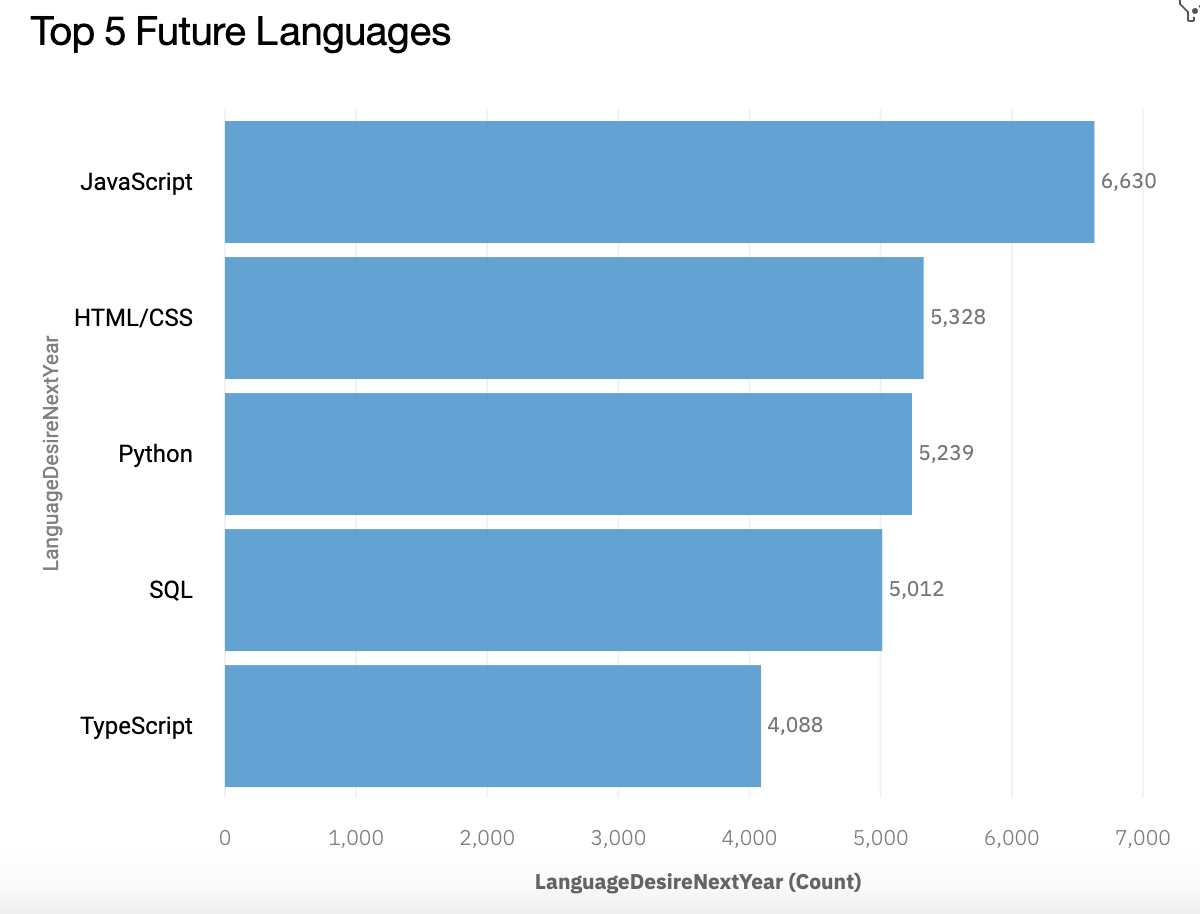 Top 5 Future Languages
JavaScript
6,630
HTML/CSS
5,328
Python
5,239
SQL
5,012
TypeScript
4,088
LanguageDesireNextYear
0
1,000
2,000
3,000
4,000
5,000
6,000
7,000
LanguageDesireNextYear (Count)